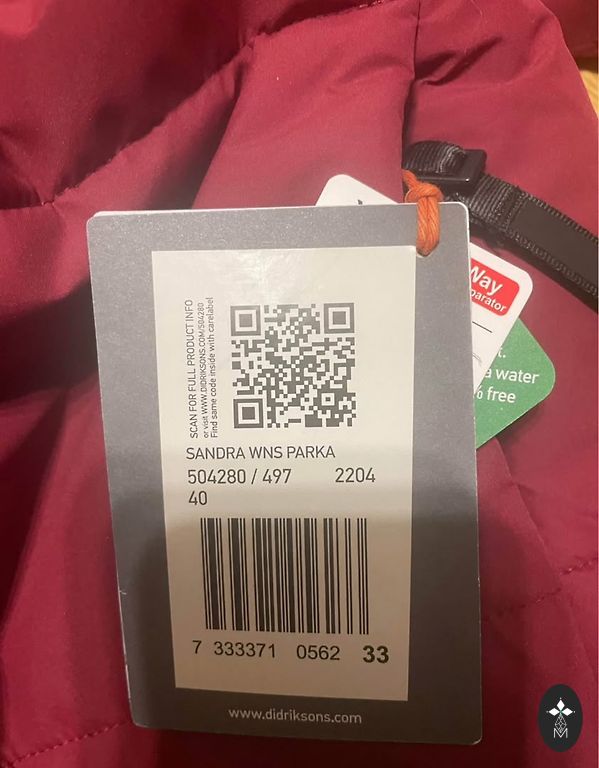 SCAN FOR FULL PRODUCT INFO
or visit WWW.DIDRIKSONS.COM/504280
Find same code inside with carelabel
SANDRA WNS PARKA
504280 / 497 2204
40
7 333371 0562 33
www.didriksons.com
Way
parator
t.
a water
% free
M